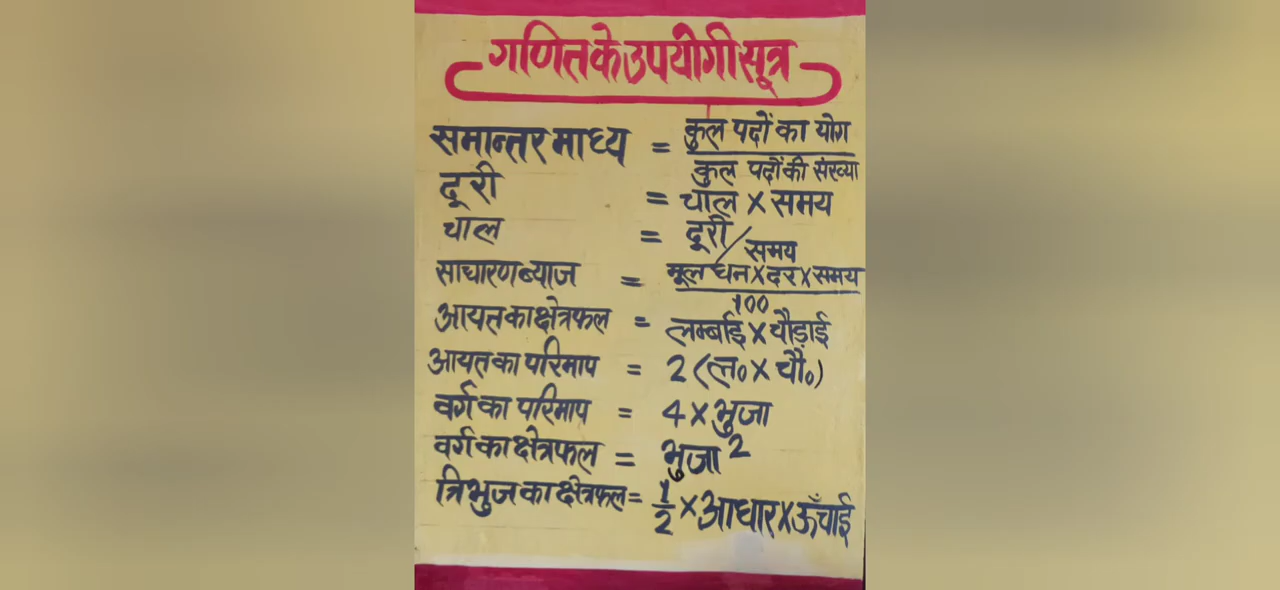 गणित के उपयोगी सूत्र
समान्तर माध्य = कुल पदों का योग / कुल पदों की संख्या
दूरी = चाल × समय
चाल = दूरी / समय
साधारण ब्याज = मूलधन × दर × समय / 100
आयत का क्षेत्रफल = लम्बाई × चौड़ाई
आयत का परिमाप = 2 (ल० × चौ०)
वर्ग का परिमाप = 4 × भुजा
वर्ग का क्षेत्रफल = भुजा²
त्रिभुज का क्षेत्रफल = 1/2 × आधार × ऊँचाई